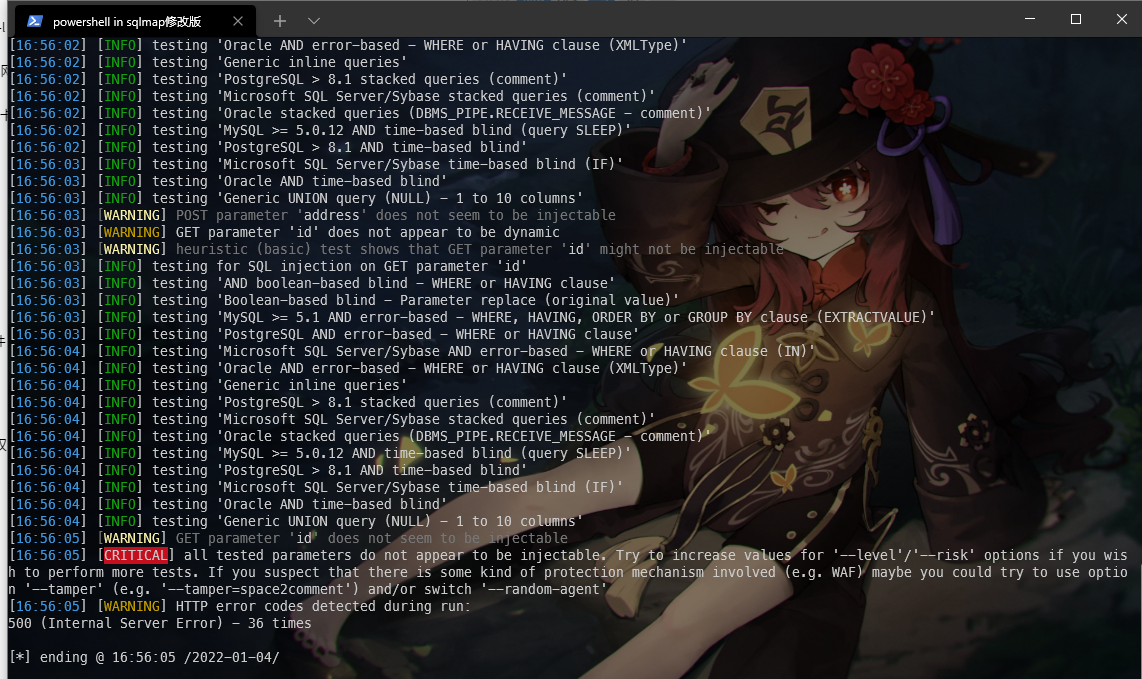 powershell in sqlmap修改版
[16:56:02] [INFO] testing 'Oracle AND error-based - WHERE or HAVING clause (XMLType)'
[16:56:02] [INFO] testing 'Generic inline queries'
[16:56:02] [INFO] testing 'PostgreSQL > 8.1 stacked queries (comment)'
[16:56:02] [INFO] testing 'Microsoft SQL Server/Sybase stacked queries (comment)'
[16:56:02] [INFO] testing 'Oracle stacked queries (DBMS_PIPE.RECEIVE_MESSAGE - comment)'
[16:56:02] [INFO] testing 'MySQL >= 5.0.12 AND time-based blind (query SLEEP)'
[16:56:02] [INFO] testing 'PostgreSQL > 8.1 AND time-based blind'
[16:56:03] [INFO] testing 'Microsoft SQL Server/Sybase time-based blind (IF)'
[16:56:03] [INFO] testing 'Oracle AND time-based blind'
[16:56:03] [INFO] testing 'Generic UNION query (NULL) - 1 to 10 columns'
[16:56:03] [WARNING] POST parameter 'address' does not seem to be injectable
[16:56:03] [WARNING] GET parameter 'id' does not appear to be dynamic
[16:56:03] [WARNING] heuristic (basic) test shows that GET parameter 'id' might not be injectable
[16:56:03] [INFO] testing for SQL injection on GET parameter 'id'
[16:56:03] [INFO] testing 'AND boolean-based blind - WHERE or HAVING clause'
[16:56:03] [INFO] testing 'Boolean-based blind - Parameter replace (original value)'
[16:56:03] [INFO] testing 'MySQL >= 5.1 AND error-based - WHERE, HAVING, ORDER BY or GROUP BY clause (EXTRACTVALUE)'
[16:56:03] [INFO] testing 'PostgreSQL AND error-based - WHERE or HAVING clause'
[16:56:04] [INFO] testing 'Microsoft SQL Server/Sybase AND error-based - WHERE or HAVING clause (IN)'
[16:56:04] [INFO] testing 'Oracle AND error-based - WHERE or HAVING clause (XMLType)'
[16:56:04] [INFO] testing 'Generic inline queries'
[16:56:04] [INFO] testing 'PostgreSQL > 8.1 stacked queries (comment)'
[16:56:04] [INFO] testing 'Microsoft SQL Server/Sybase stacked queries (comment)'
[16:56:04] [INFO] testing 'Oracle stacked queries (DBMS_PIPE.RECEIVE_MESSAGE - comment)'
[16:56:04] [INFO] testing 'MySQL >= 5.0.12 AND time-based blind (query SLEEP)'
[16:56:04] [INFO] testing 'PostgreSQL > 8.1 AND time-based blind'
[16:56:04] [INFO] testing 'Microsoft SQL Server/Sybase time-based blind (IF)'
[16:56:04] [INFO] testing 'Oracle AND time-based blind'
[16:56:04] [INFO] testing 'Generic UNION query (NULL) - 1 to 10 columns'
[16:56:05] [WARNING] GET parameter 'id' does not seem to be injectable
[16:56:05] [CRITICAL] all tested parameters do not appear to be injectable. Try to increase values for '--level'/'--risk' options if you wis
h to perform more tests. If you suspect that there is some kind of protection mechanism involved (e.g. WAF) maybe you could try to use optio
n '--tamper' (e.g. '--tamper=space2comment') and/or switch '--random-agent'
[16:56:05] [WARNING] HTTP error codes detected during run:
500 (Internal Server Error) - 36 times
[*] ending @ 16:56:05 /2022-01-04/